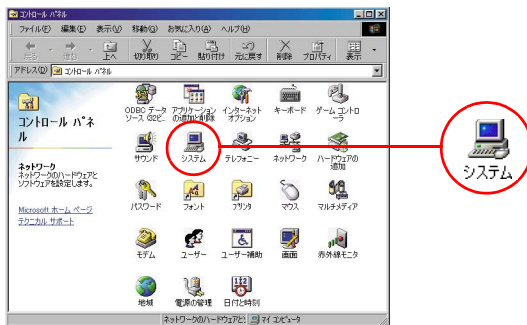 コントロール パネル
ファイル(F) 編集(E) 表示(V) 移動(G) お気に入り(A) ヘルプ(H)
戻る 進む 上へ 切り取り コピー 貼り付け 元に戻す 削除 プロパティ 表示
アドレス(D) コントロール パネル
コントロール パネ
ル
ネットワーク
ネットワークのハードウェアと
ソフトウェアを設定します。
Microsoft ホーム ページ
テクニカル サポート
ODBC データ
ソース (32ビ...
アプリケーション
の追加と削除
インターネット
オプション
キーボード
ゲーム コントロ
ーラ
サウンド
システム
テレフォニー
ネットワーク
ハードウェアの
追加
パスワード
フォント
プリンタ
マウス
マルチメディア
モデム
ユーザー
ユーザー補助
画面
赤外線モニタ
地域
電源の管理
日付と時刻
ネットワークのハードウェアと
マイ コンピュータ
システム